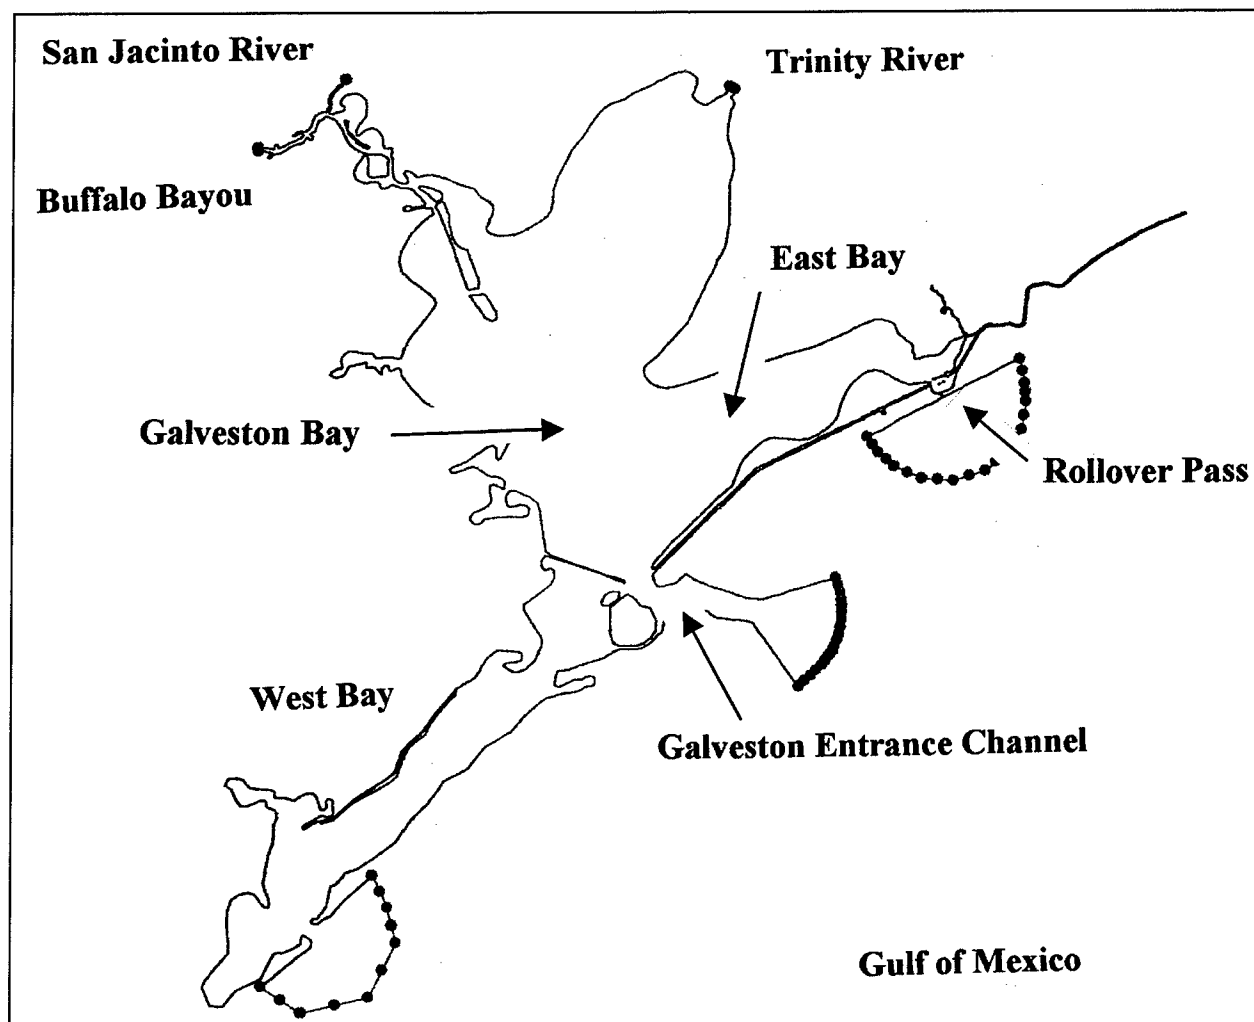 San Jacinto River
Trinity River
Buffalo Bayou
East Bay
Galveston Bay
Rollover Pass
West Bay
Galveston Entrance Channel
Gulf of Mexico